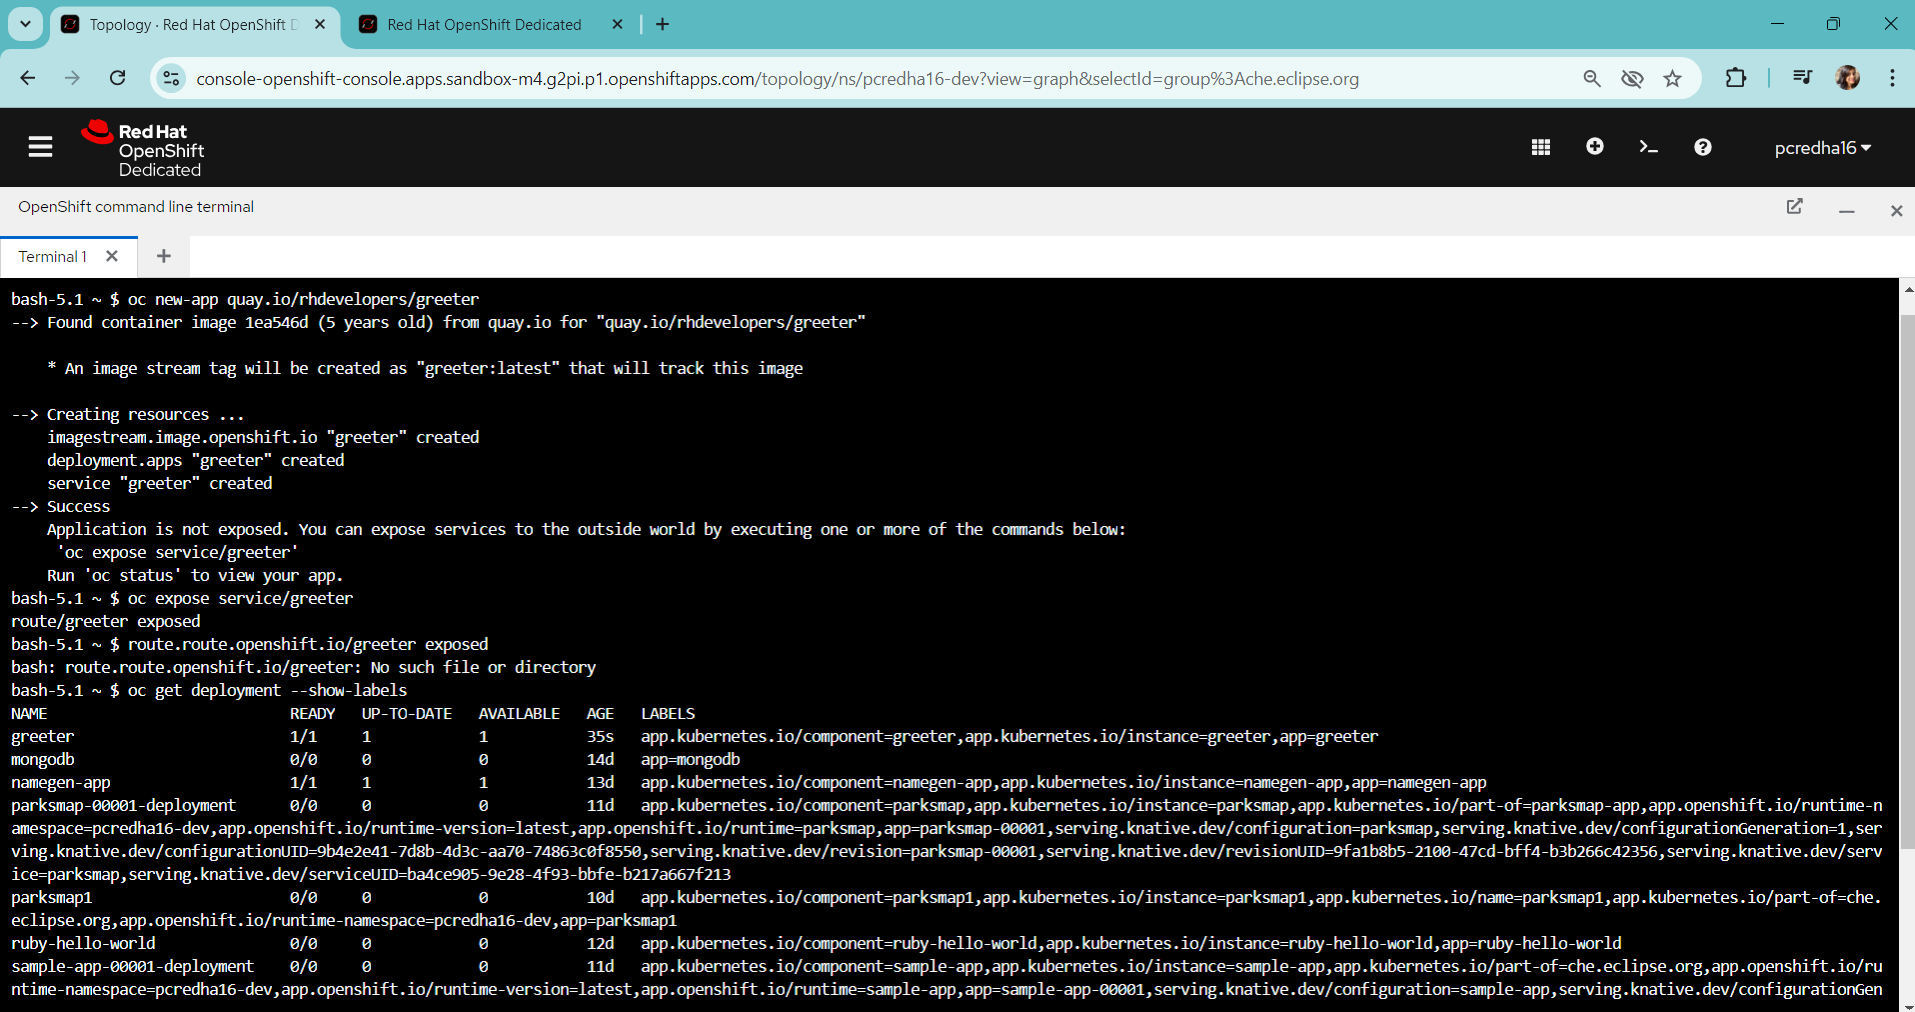 Topology · Red Hat OpenShift D
Red Hat OpenShift Dedicated
console-openshift-console.apps.sandbox-m4.g2pi.p1.openshiftapps.com/topology/ns/pcredha16-dev?view=graph&selectId=group%3Ache.eclipse.org
Red Hat
OpenShift
Dedicated
pcredha16
OpenShift command line terminal
Terminal 1
bash-5.1 ~ $ oc new-app quay.io/rhdevelopers/greeter
--> Found container image 1ea546d (5 years old) from quay.io for "quay.io/rhdevelopers/greeter"
* An image stream tag will be created as "greeter:latest" that will track this image
--> Creating resources ...
imagestream.image.openshift.io "greeter" created
deployment.apps "greeter" created
service "greeter" created
--> Success
Application is not exposed. You can expose services to the outside world by executing one or more of the commands below:
'oc expose service/greeter'
Run 'oc status' to view your app.
bash-5.1 ~ $ oc expose service/greeter
route/greeter exposed
bash-5.1 ~ $ route.route.openshift.io/greeter exposed
bash: route.route.openshift.io/greeter: No such file or directory
bash-5.1 ~ $ oc get deployment --show-labels
NAME READY UP-TO-DATE AVAILABLE AGE LABELS
greeter 1/1 1 1 35s app.kubernetes.io/component=greeter,app.kubernetes.io/instance=greeter,app=greeter
mongodb 0/0 0 0 14d app=mongodb
namegen-app 1/1 1 1 13d app.kubernetes.io/component=namegen-app,app.kubernetes.io/instance=namegen-app,app=namegen-app
parksmap-00001-deployment 0/0 0 0 11d app.kubernetes.io/component=parksmap,app.kubernetes.io/instance=parksmap,app.kubernetes.io/part-of=parksmap-app,app.openshift.io/runtime-n
amespace=pcredha16-dev,app.openshift.io/runtime-version=latest,app.openshift.io/runtime=parksmap,app=parksmap-00001,serving.knative.dev/configuration=parksmap,serving.knative.dev/configurationGeneration=1,ser
ving.knative.dev/configurationUID=9b4e2e41-7d8b-4d3c-aa70-74863c0f8550,serving.knative.dev/revision=parksmap-00001,serving.knative.dev/revisionUID=9fa1b8b5-2100-47cd-bff4-b3b266c42356,serving.knative.dev/serv
ice=parksmap,serving.knative.dev/serviceUID=ba4ce905-9e28-4f93-bbfe-b217a667f213
parksmap1 0/0 0 0 10d app.kubernetes.io/component=parksmap1,app.kubernetes.io/instance=parksmap1,app.kubernetes.io/name=parksmap1,app.kubernetes.io/part-of=che.
eclipse.org,app.openshift.io/runtime-namespace=pcredha16-dev,app=parksmap1
ruby-hello-world 0/0 0 0 12d app.kubernetes.io/component=ruby-hello-world,app.kubernetes.io/instance=ruby-hello-world,app=ruby-hello-world
sample-app-00001-deployment 0/0 0 0 11d app.kubernetes.io/component=sample-app,app.kubernetes.io/instance=sample-app,app.kubernetes.io/part-of=che.eclipse.org,app.openshift.io/ru
ntime-namespace=pcredha16-dev,app.openshift.io/runtime-version=latest,app.openshift.io/runtime=sample-app,app=sample-app-00001,serving.knative.dev/configuration=sample-app,serving.knative.dev/configurationGen